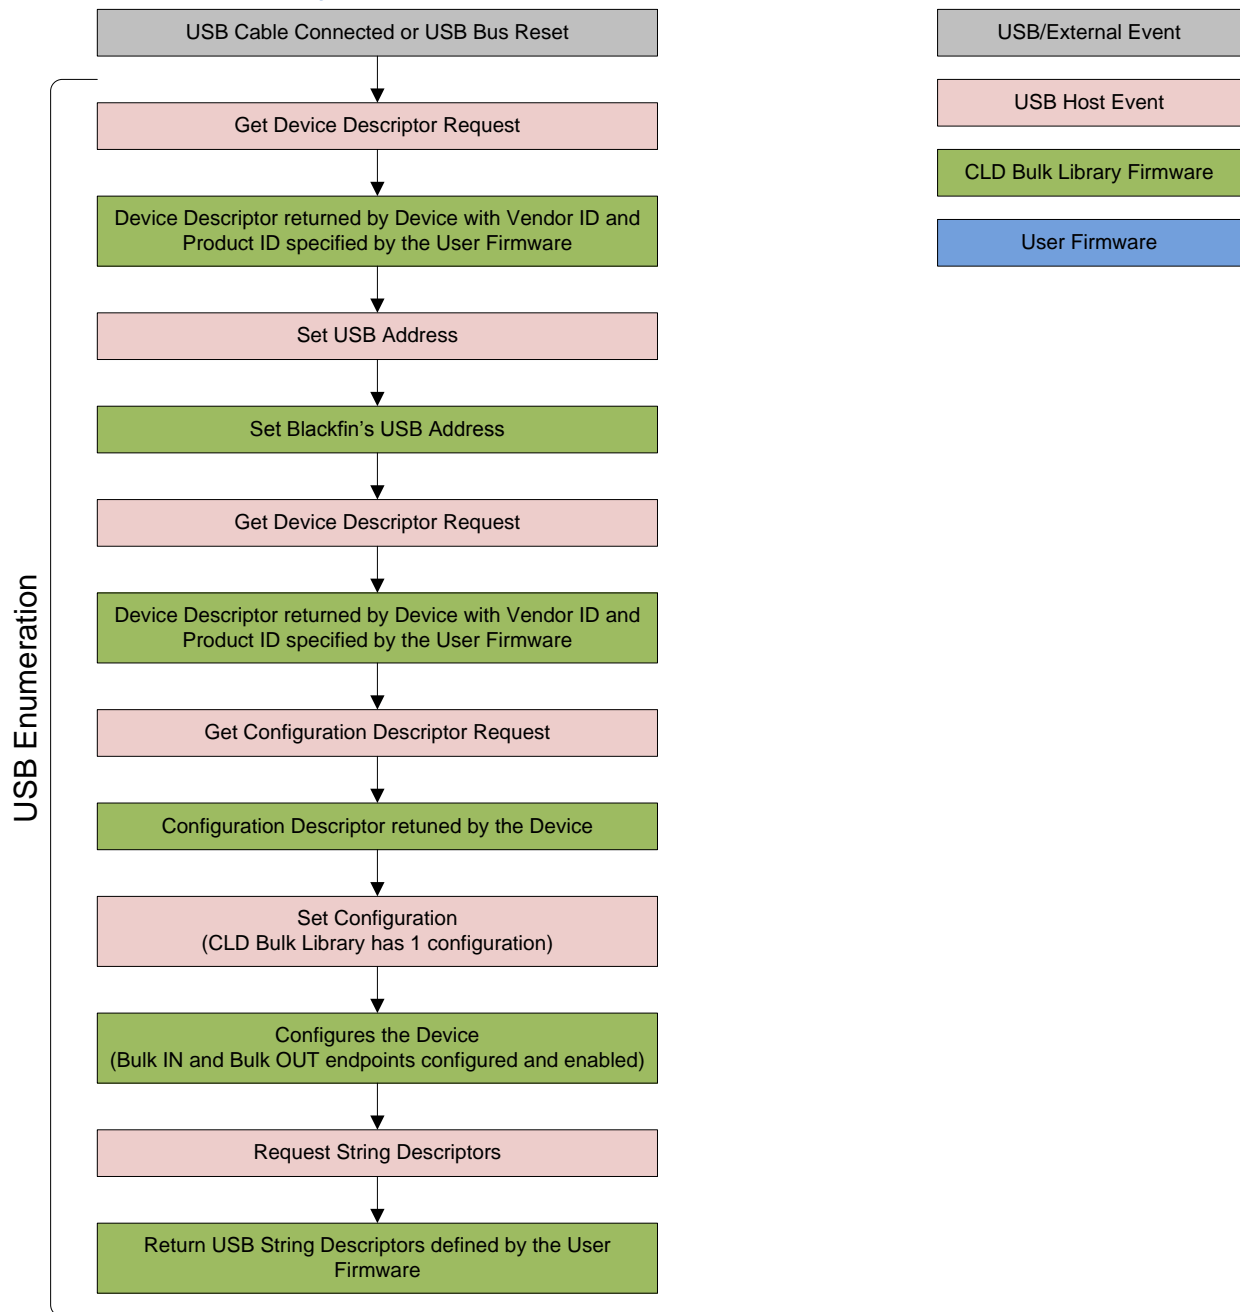 USB Cable Connected or USB Bus Reset
Get Device Descriptor Request
Device Descriptor returned by Device with Vendor ID and
Product ID specified by the User Firmware
Set USB Address
Set Blackfin's USB Address
Get Device Descriptor Request
Device Descriptor returned by Device with Vendor ID and
Product ID specified by the User Firmware
Get Configuration Descriptor Request
Configuration Descriptor retuned by the Device
Set Configuration
(CLD Bulk Library has 1 configuration)
Configures the Device
(Bulk IN and Bulk OUT endpoints configured and enabled)
Request String Descriptors
Return USB String Descriptors defined by the User
Firmware
USB Enumeration
USB/External Event
USB Host Event
CLD Bulk Library Firmware
User Firmware